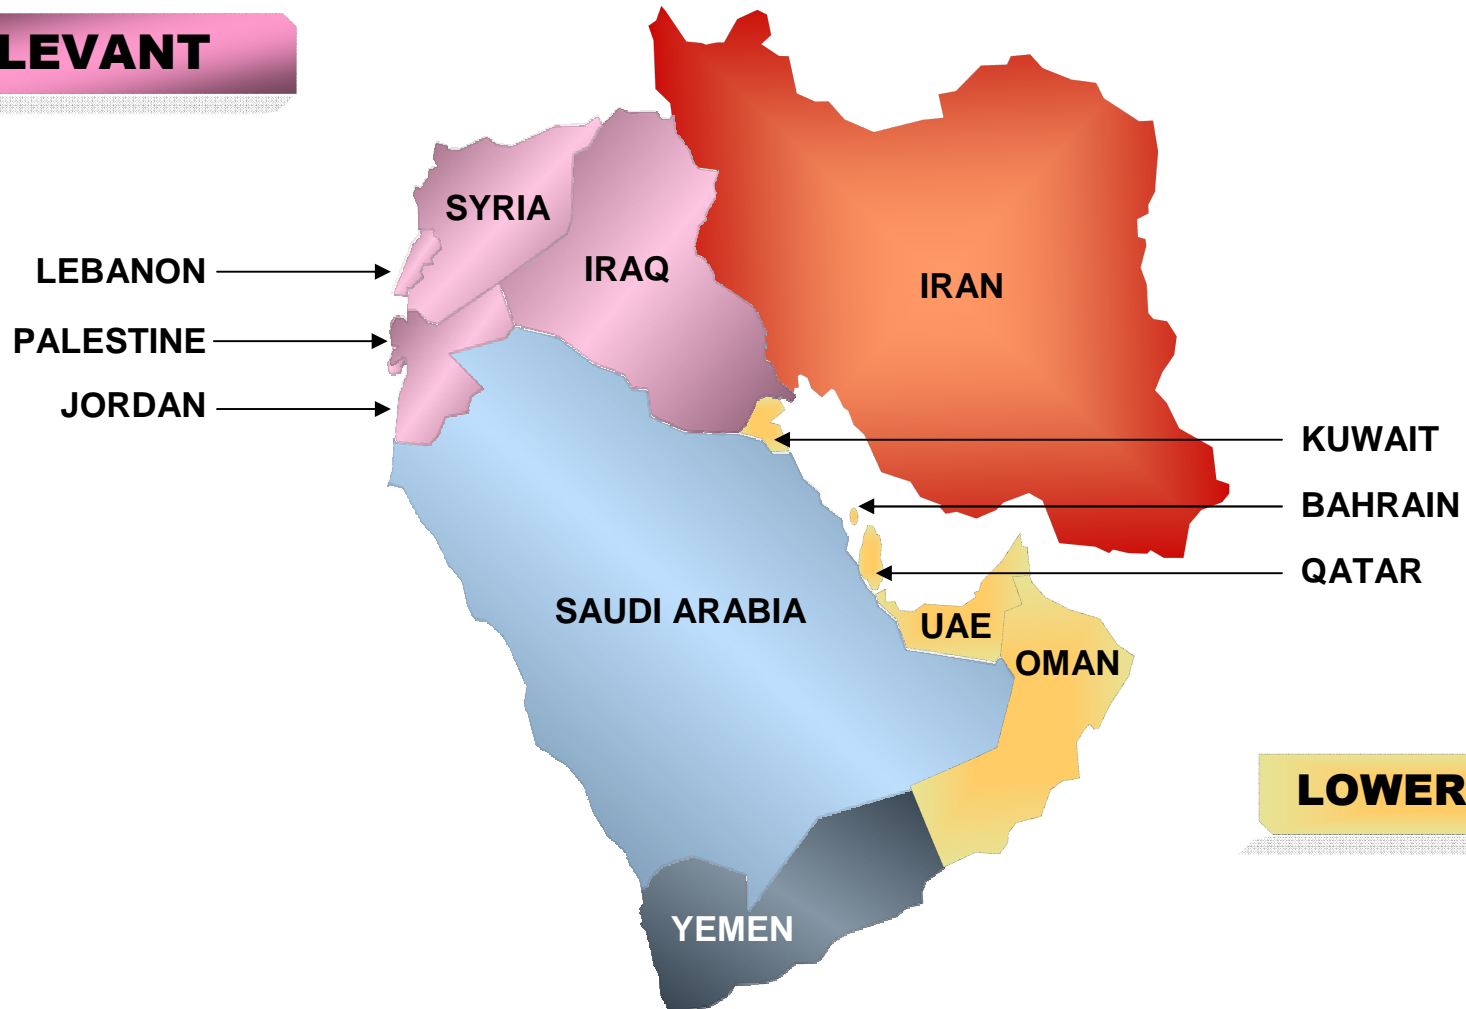 LEVANT
SYRIA
LEBANON
IRAQ
IRAN
PALESTINE
JORDAN
KUWAIT
BAHRAIN
QATAR
SAUDI ARABIA
UAE
OMAN
LOWER
YEMEN